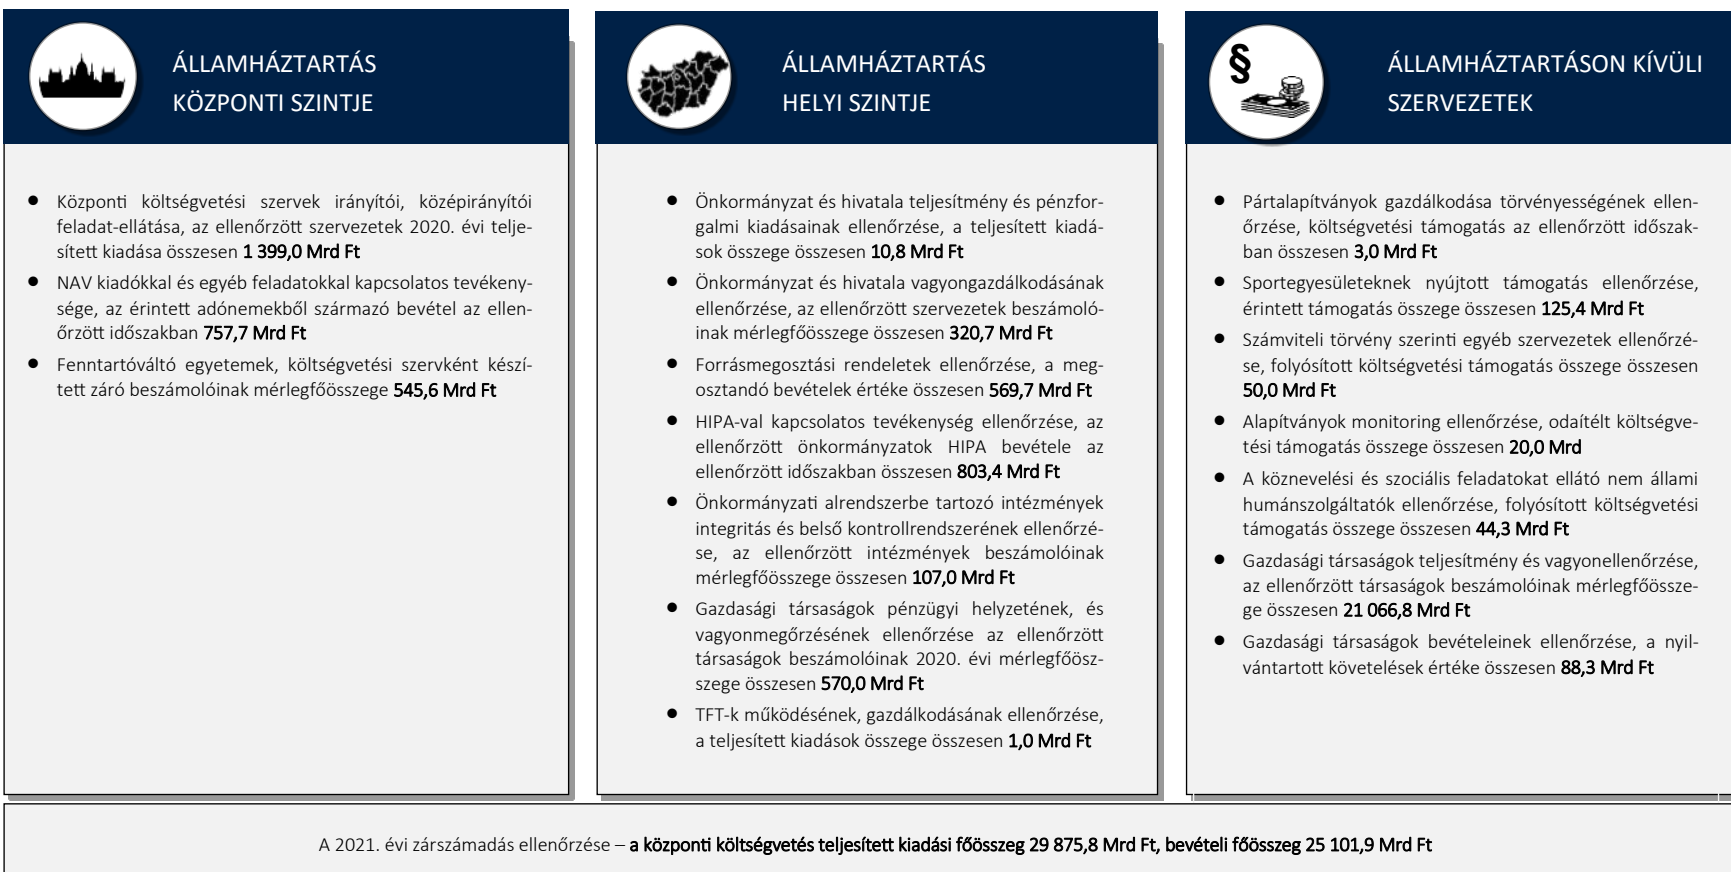 ÁLLAMHÁZTARTÁS
KÖZPONTI SZINTJE
• Központi költségvetési szervek irányítói, középirányítói
feladat-ellátása, az ellenőrzött szervezetek 2020. évi telje-
sített kiadása összesen 1 399,0 Mrd Ft
• NAV kiadókkal és egyéb feladatokkal kapcsolatos tevékeny-
sége, az érintett adónemekből származó bevétel az ellen-
őrzött időszakban 757,7 Mrd Ft
• Fenntartóváltó egyetemek, költségvetési szervként készí-
tett záró beszámolóinak mérlegfőösszege 545,6 Mrd Ft
ÁLLAMHÁZTARTÁS
HELYI SZINTJE
• Önkormányzat és hivatala teljesítmény és pénzfor-
galmi kiadásainak ellenőrzése, a teljesített kiadá-
sok összege összesen 10,8 Mrd Ft
• Önkormányzat és hivatala vagyongazdálkodásának
ellenőrzése, az ellenőrzött szervezetek beszámoló-
inak mérlegfőösszege összesen 320,7 Mrd Ft
• Forrásmegosztási rendeletek ellenőrzése, a meg-
osztandó bevételek értéke összesen 569,7 Mrd Ft
• HIPA-val kapcsolatos tevékenység ellenőrzése, az
ellenőrzött önkormányzatok HIPA bevétele az
ellenőrzött időszakban összesen 803,4 Mrd Ft
• Önkormányzati alrendszerbe tartozó intézmények
integritás és belső kontrollrendszerének ellenőrzé-
se, az ellenőrzött intézmények beszámolóinak
mérlegfőösszege összesen 107,0 Mrd Ft
• Gazdasági társaságok pénzügyi helyzetének, és
vagyonmegőrzésének ellenőrzése az ellenőrzött
társaságok beszámolóinak 2020. évi mérlegfőösz-
szege összesen 570,0 Mrd Ft
• TFT-k működésének, gazdálkodásának ellenőrzése,
a teljesített kiadások összege összesen 1,0 Mrd Ft
§
ÁLLAMHÁZTARTÁSON KÍVÜLI
SZERVEZETEK
• Pártalapítványok gazdálkodása törvényességének ellen-
őrzése, költségvetési támogatás az ellenőrzött időszak-
ban összesen 3,0 Mrd Ft
• Sportegyesületeknek nyújtott támogatás ellenőrzése,
érintett támogatás összege összesen 125,4 Mrd Ft
• Számviteli törvény szerinti egyéb szervezetek ellenőrzé-
se, folyósított költségvetési támogatás összege összesen
50,0 Mrd Ft
• Alapítványok monitoring ellenőrzése, odaítélt költségve-
tési támogatás összege összesen 20,0 Mrd
• A köznevelési és szociális feladatokat ellátó nem állami
humánszolgáltatók ellenőrzése, folyósított költségvetési
támogatás összege összesen 44,3 Mrd Ft
• Gazdasági társaságok teljesítmény és vagyonellenőrzése,
az ellenőrzött társaságok beszámolóinak mérlegfőössze-
ge összesen 21 066,8 Mrd Ft
• Gazdasági társaságok bevételeinek ellenőrzése, a nyil-
vántartott követelések értéke összesen 88,3 Mrd Ft
A 2021. évi zárszámadás ellenőrzése – a központi költségvetés teljesített kiadási főösszeg 29 875,8 Mrd Ft, bevételi főösszeg 25 101,9 Mrd Ft